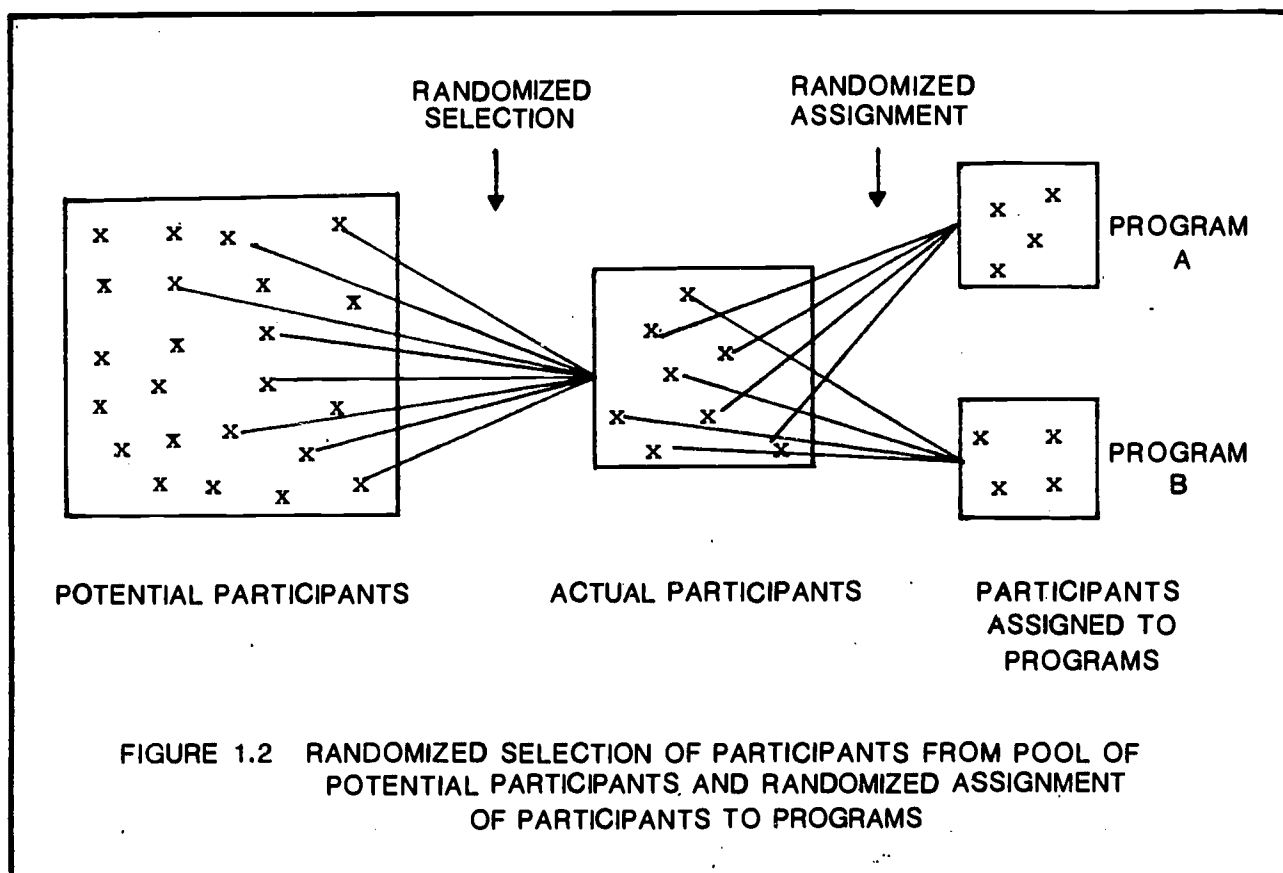 RANDOMIZED
SELECTION
RANDOMIZED
ASSIGNMENT
X X X X
X X X X
X X X
X X X
X X X
X X X X
X X X X
X
X
X
X
X X
X X
X
X
X
X
PROGRAM
A
X X
X X
PROGRAM
B
POTENTIAL PARTICIPANTS
ACTUAL PARTICIPANTS
PARTICIPANTS
ASSIGNED TO
PROGRAMS
FIGURE 1.2 RANDOMIZED SELECTION OF PARTICIPANTS FROM POOL OF
POTENTIAL PARTICIPANTS AND RANDOMIZED ASSIGNMENT
OF PARTICIPANTS TO PROGRAMS